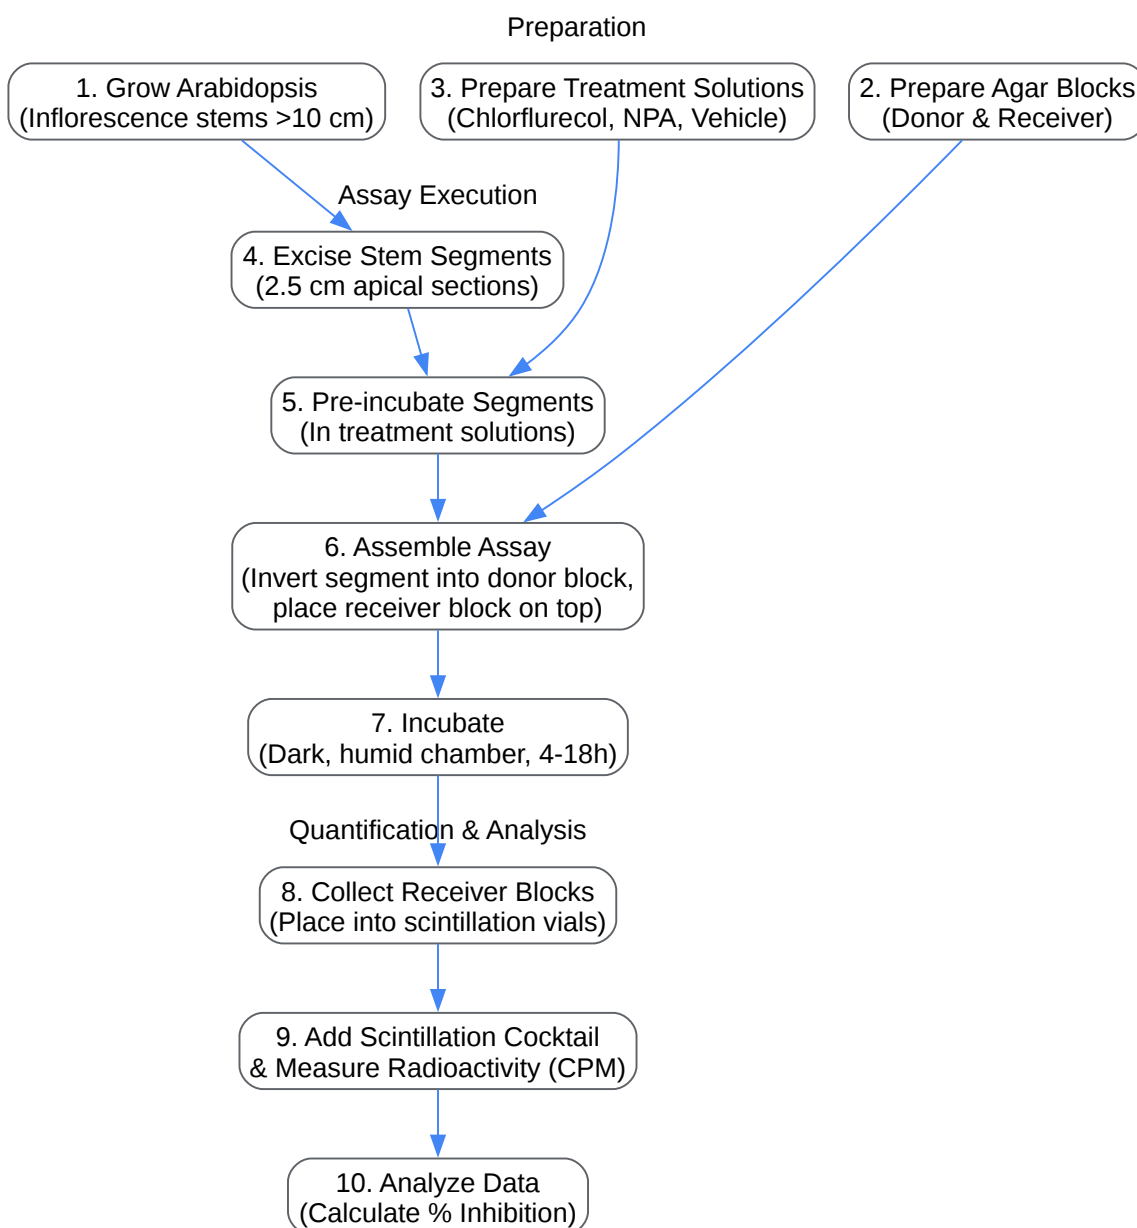 Preparation
1. Grow Arabidopsis
(Inflorescence stems >10 cm)
3. Prepare Treatment Solutions
(Chlorflurecol, NPA, Vehicle)
2. Prepare Agar Blocks
(Donor & Receiver)
Assay Execution
4. Excise Stem Segments
(2.5 cm apical sections)
5. Pre-incubate Segments
(In treatment solutions)
6. Assemble Assay
(Invert segment into donor block,
place receiver block on top)
7. Incubate
(Dark, humid chamber, 4-18h)
Quantification & Analysis
8. Collect Receiver Blocks
(Place into scintillation vials)
9. Add Scintillation Cocktail
& Measure Radioactivity (CPM)
10. Analyze Data
(Calculate % Inhibition)